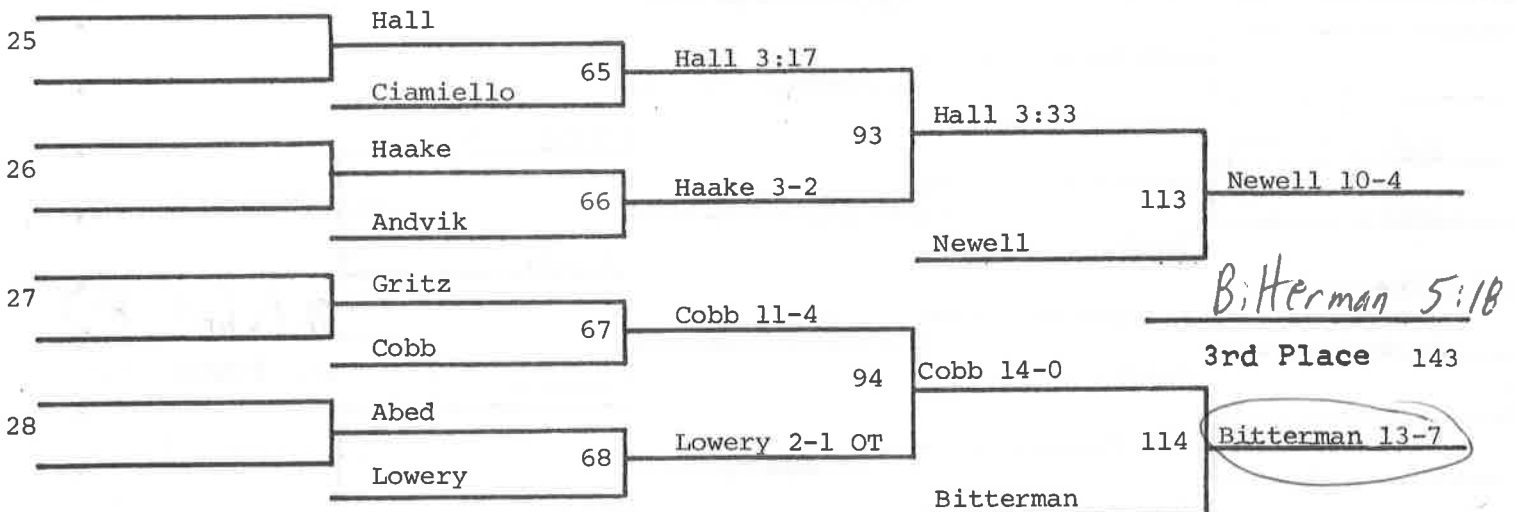 Hall
25
Hall 3:17
65
Ciamiello
Hall 3:33
93
Haake
26
Haake 3-2
Newell 10-4
66
113
Andvik
Newell
Gritz
27
Bitterman 5:18
Cobb 11-4
67
Cobb
3rd Place 143
94
Cobb 14-0
Abed
28
Lowery 2-1 OT
114
Bitterman 13-7
68
Lowery
Bitterman